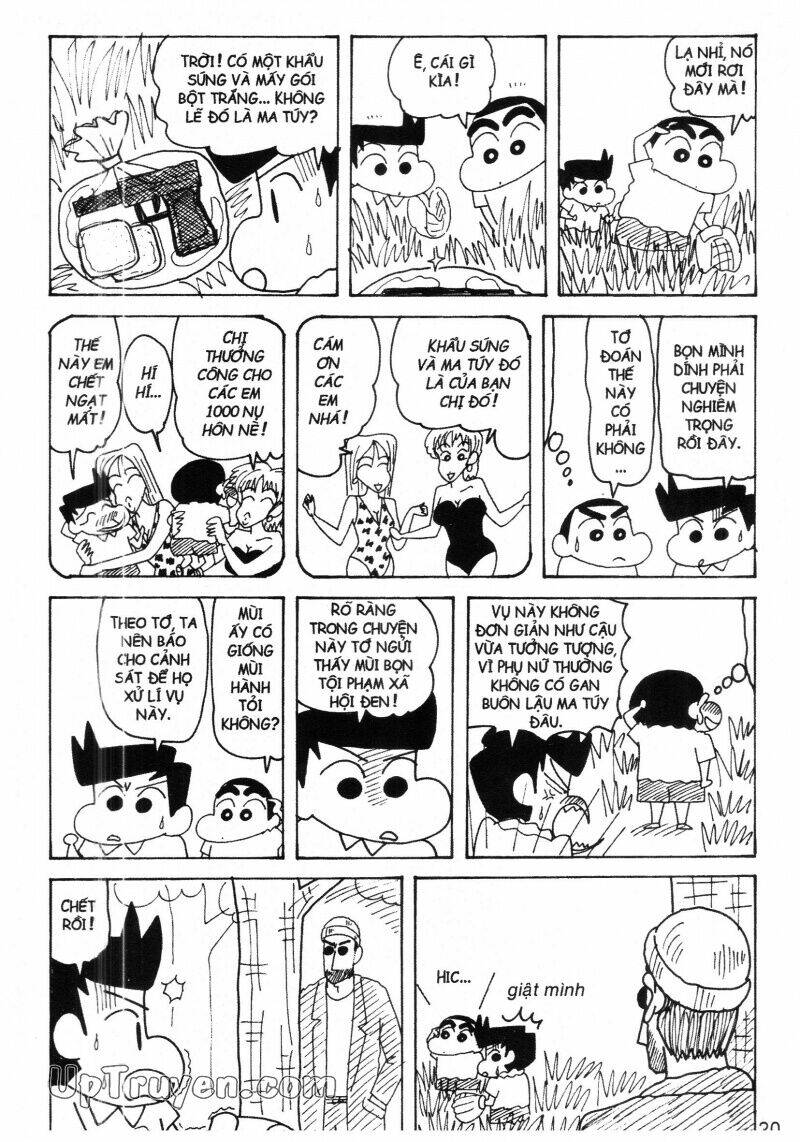 LẠ NHỈ, NÓ
MỚI RƠI
ĐÂY MÀ!
Ê, CÁI GÌ
KÌA!
TRỜI! CÓ MỘT KHẨU
SÚNG VÀ MẤY GÓI
BỘT TRẮNG... KHÔNG
LẼ ĐÓ LÀ MA TÚY?
BỌN MÌNH
DÍNH PHẢI
CHUYỆN
NGHIÊM
TRỌNG
RỒI ĐÂY.
TỚ
ĐOÁN
THẾ
NÀY
CÓ
PHẢI
KHÔNG
...
KHẨU SÚNG
VÀ MA TÚY ĐÓ
LÀ CỦA BẠN
CHỊ ĐÓ!
CÁM
ƠN
CÁC
EM
NHÁ!
CHỊ
THƯỞNG
CÔNG CHO
CÁC EM
1000 NỤ
HÔN NÈ!
HÍ
HÍ...
THẾ
NÀY EM
CHẾT
NGẠT
MẤT!
VỤ NÀY KHÔNG
ĐƠN GIẢN NHƯ CẬU
VỪA TƯỞNG TƯỢNG,
VÌ PHỤ NỮ THƯỜNG
KHÔNG CÓ GAN
BUÔN LẬU MA TÚY
ĐÂU.
RÕ RÀNG
TRONG CHUYỆN
NÀY TỚ NGỬI
THẤY MÙI BỌN
TỘI PHẠM XÃ
HỘI ĐEN!
MÙI
ẤY CÓ
GIỐNG
MÙI
HÀNH
TỎI
KHÔNG?
THEO TỚ, TA
NÊN BÁO
CHO CẢNH
SÁT ĐỂ HỌ
XỬ LÍ VỤ
NÀY.
HIC...
giật mình
CHẾT
RỒI!
UpTruyen.com